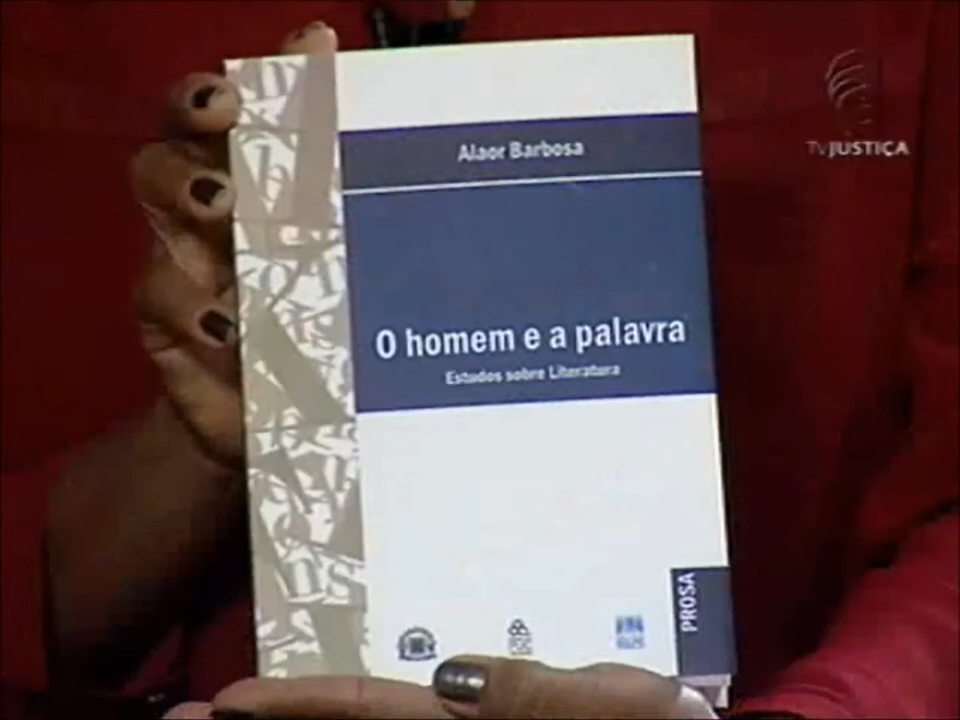 TV JUSTIÇA
Alaor Barbosa
O homem e a palavra
Estudos sobre Literatura
PROSA